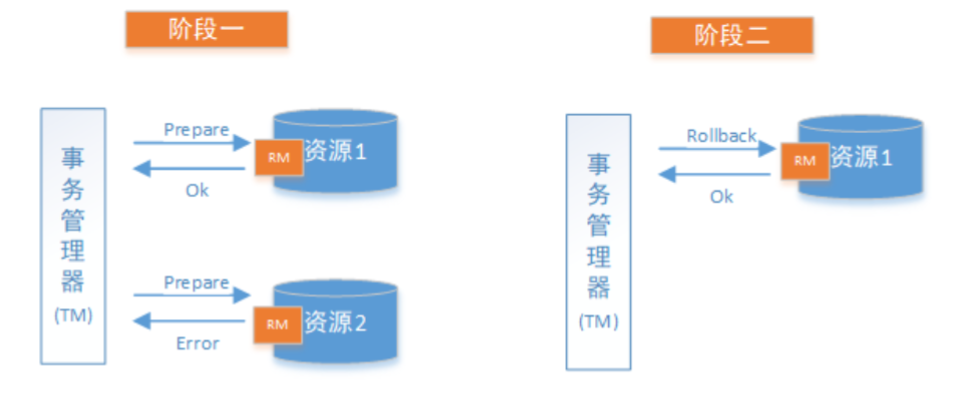 阶段一
事
务
管
理
器
(TM)
Prepare
RM
资源1
Ok
Prepare
RM
资源2
Error
阶段二
事
务
管
理
器
(TM)
Rollback
RM
资源1
Ok